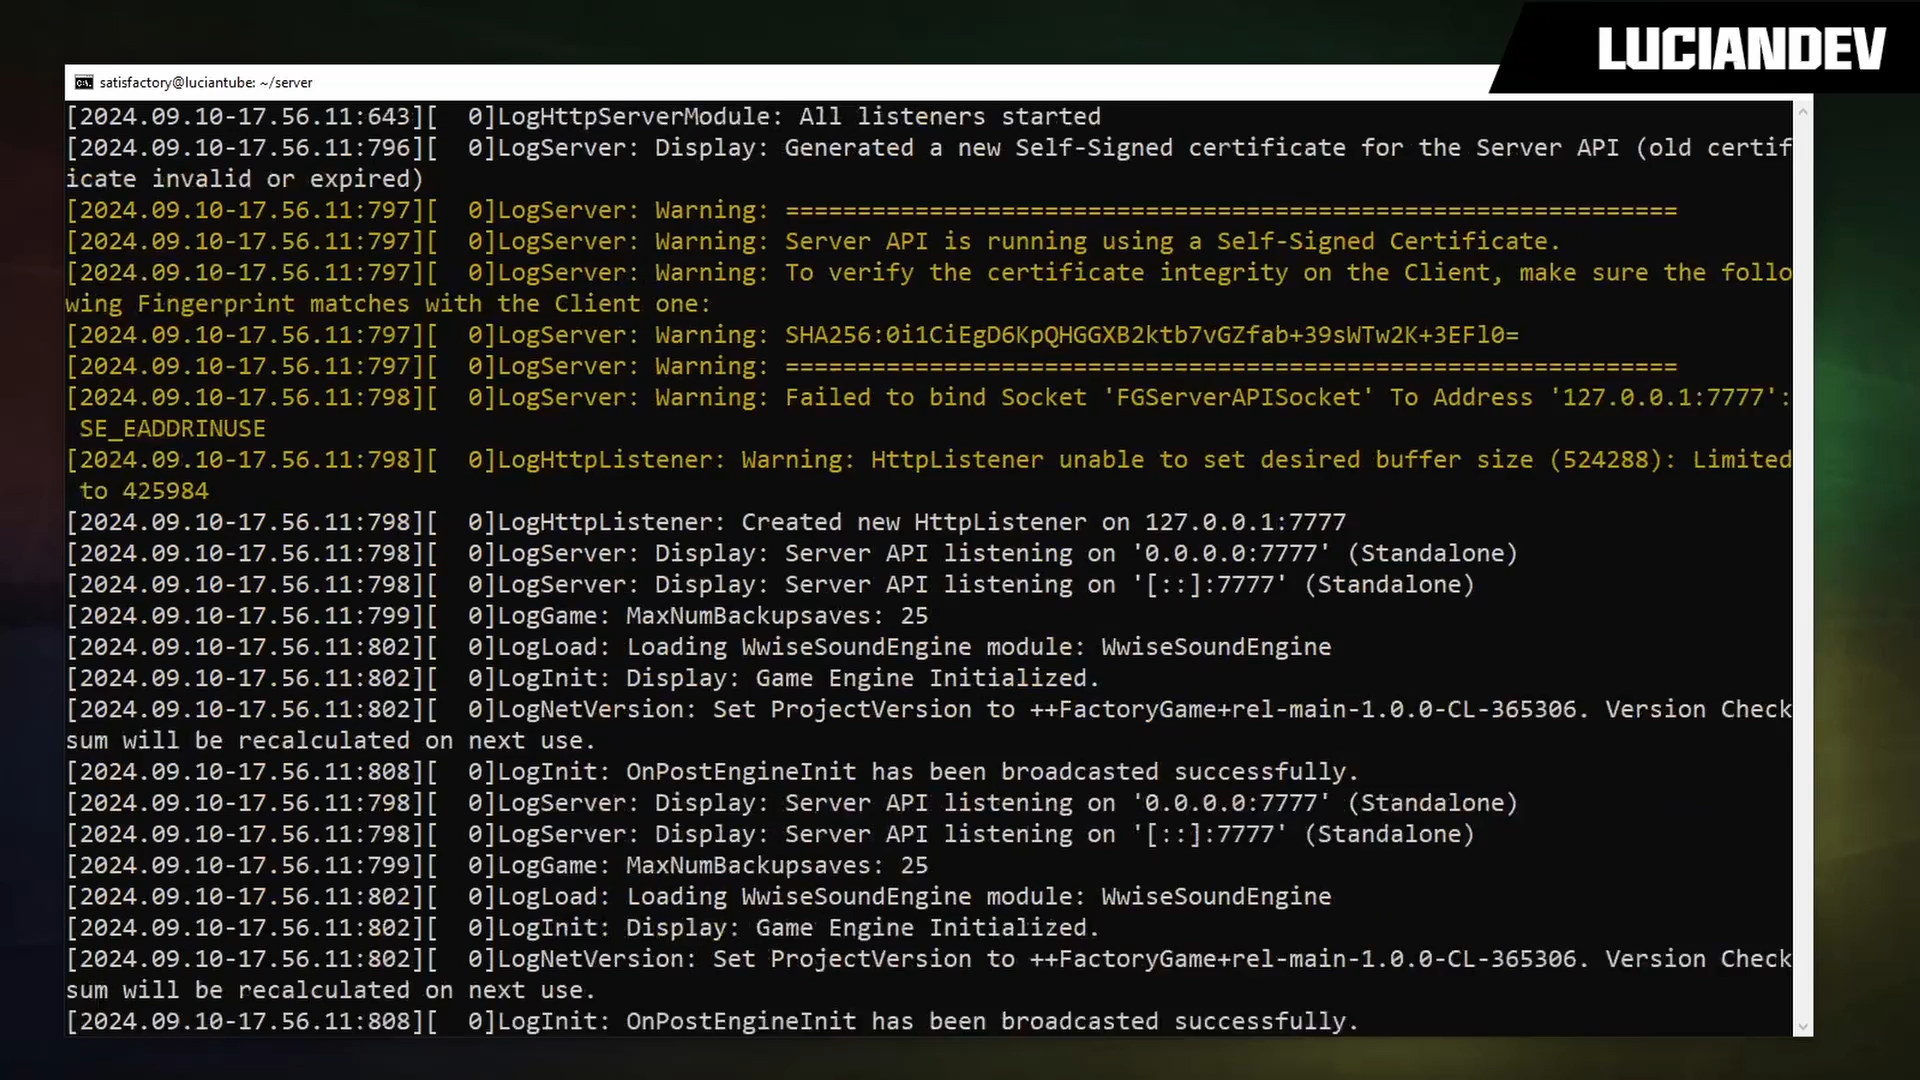 LUCIANDEV
satisfactory@luciantube: ~/server
[2024.09.10-17.56.11:643][  0]LogHttpServerModule: All listeners started
[2024.09.10-17.56.11:796][  0]LogServer: Display: Generated a new Self-Signed certificate for the Server API (old certif
icate invalid or expired)
[2024.09.10-17.56.11:797][  0]LogServer: Warning: ==============================================================
[2024.09.10-17.56.11:797][  0]LogServer: Warning: Server API is running using a Self-Signed Certificate.
[2024.09.10-17.56.11:797][  0]LogServer: Warning: To verify the certificate integrity on the Client, make sure the follo
wing Fingerprint matches with the Client one:
[2024.09.10-17.56.11:797][  0]LogServer: Warning: SHA256:0i1CiEgD6KpQHGGXB2ktb7vGZfab+39sWTw2K+3EFl0=
[2024.09.10-17.56.11:797][  0]LogServer: Warning: ==============================================================
[2024.09.10-17.56.11:798][  0]LogServer: Warning: Failed to bind Socket 'FGServerAPISocket' To Address '127.0.0.1:7777':
 SE_EADDRINUSE
[2024.09.10-17.56.11:798][  0]LogHttpListener: Warning: HttpListener unable to set desired buffer size (524288): Limited
 to 425984
[2024.09.10-17.56.11:798][  0]LogHttpListener: Created new HttpListener on 127.0.0.1:7777
[2024.09.10-17.56.11:798][  0]LogServer: Display: Server API listening on '0.0.0.0:7777' (Standalone)
[2024.09.10-17.56.11:798][  0]LogServer: Display: Server API listening on '[::]:7777' (Standalone)
[2024.09.10-17.56.11:799][  0]LogGame: MaxNumBackupsaves: 25
[2024.09.10-17.56.11:802][  0]LogLoad: Loading WwiseSoundEngine module: WwiseSoundEngine
[2024.09.10-17.56.11:802][  0]LogInit: Display: Game Engine Initialized.
[2024.09.10-17.56.11:802][  0]LogNetVersion: Set ProjectVersion to ++FactoryGame+rel-main-1.0.0-CL-365306. Version Check
sum will be recalculated on next use.
[2024.09.10-17.56.11:808][  0]LogInit: OnPostEngineInit has been broadcasted successfully.
[2024.09.10-17.56.11:798][  0]LogServer: Display: Server API listening on '0.0.0.0:7777' (Standalone)
[2024.09.10-17.56.11:798][  0]LogServer: Display: Server API listening on '[::]:7777' (Standalone)
[2024.09.10-17.56.11:799][  0]LogGame: MaxNumBackupsaves: 25
[2024.09.10-17.56.11:802][  0]LogLoad: Loading WwiseSoundEngine module: WwiseSoundEngine
[2024.09.10-17.56.11:802][  0]LogInit: Display: Game Engine Initialized.
[2024.09.10-17.56.11:802][  0]LogNetVersion: Set ProjectVersion to ++FactoryGame+rel-main-1.0.0-CL-365306. Version Check
sum will be recalculated on next use.
[2024.09.10-17.56.11:808][  0]LogInit: OnPostEngineInit has been broadcasted successfully.